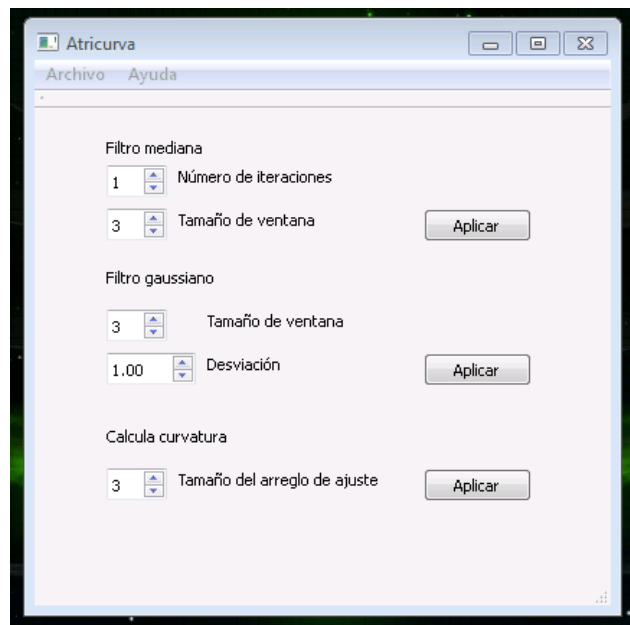 Atricurva
Archivo Ayuda
Filtro mediana
1 Número de iteraciones
3 Tamaño de ventana Aplicar
Filtro gaussiano
3 Tamaño de ventana
1.00 Desviación Aplicar
Calcula curvatura
3 Tamaño del arreglo de ajuste Aplicar